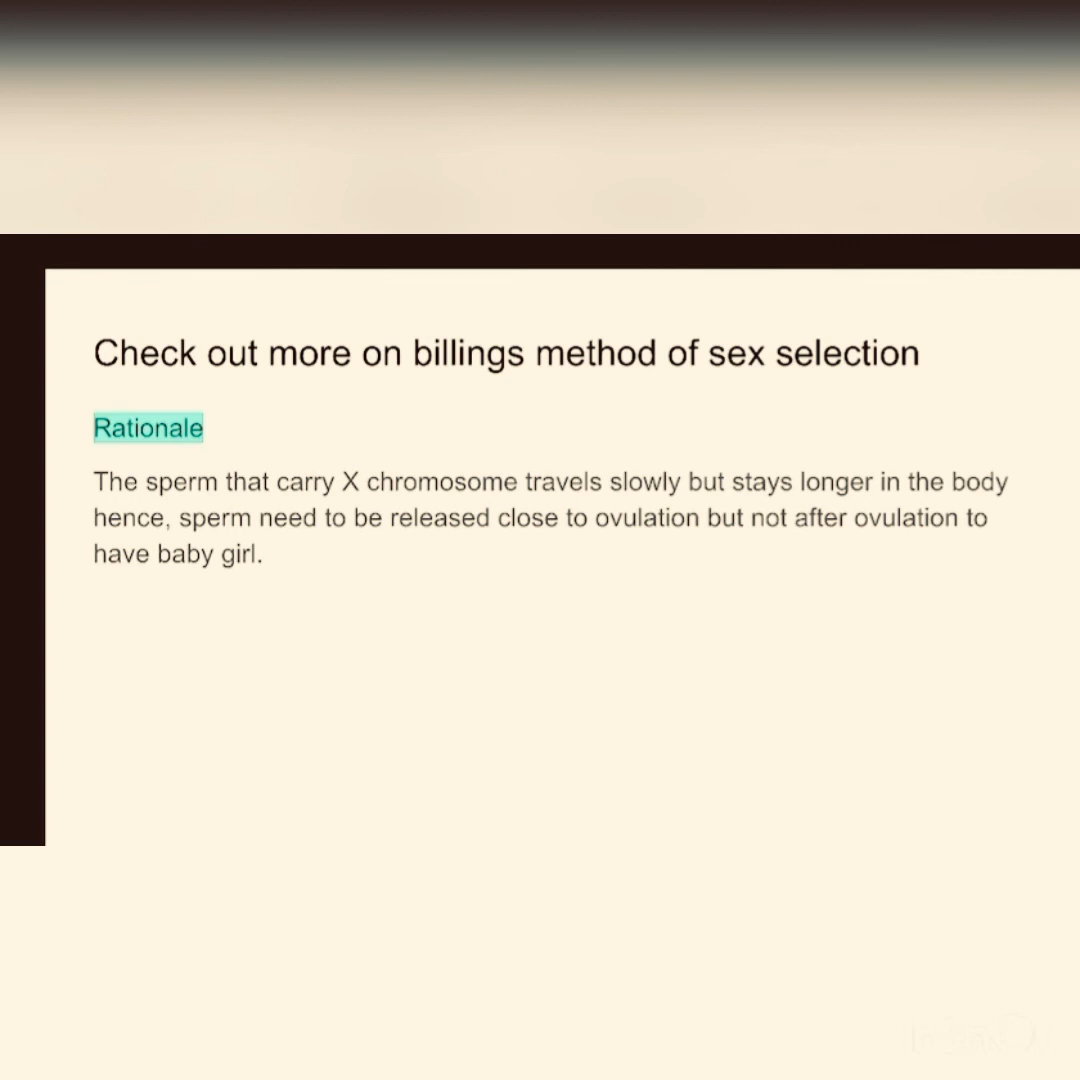 Check out more on billings method of sex selection
Rationale
The sperm that carry X chromosome travels slowly but stays longer in the body
hence, sperm need to be released close to ovulation but not after ovulation to
have baby girl.